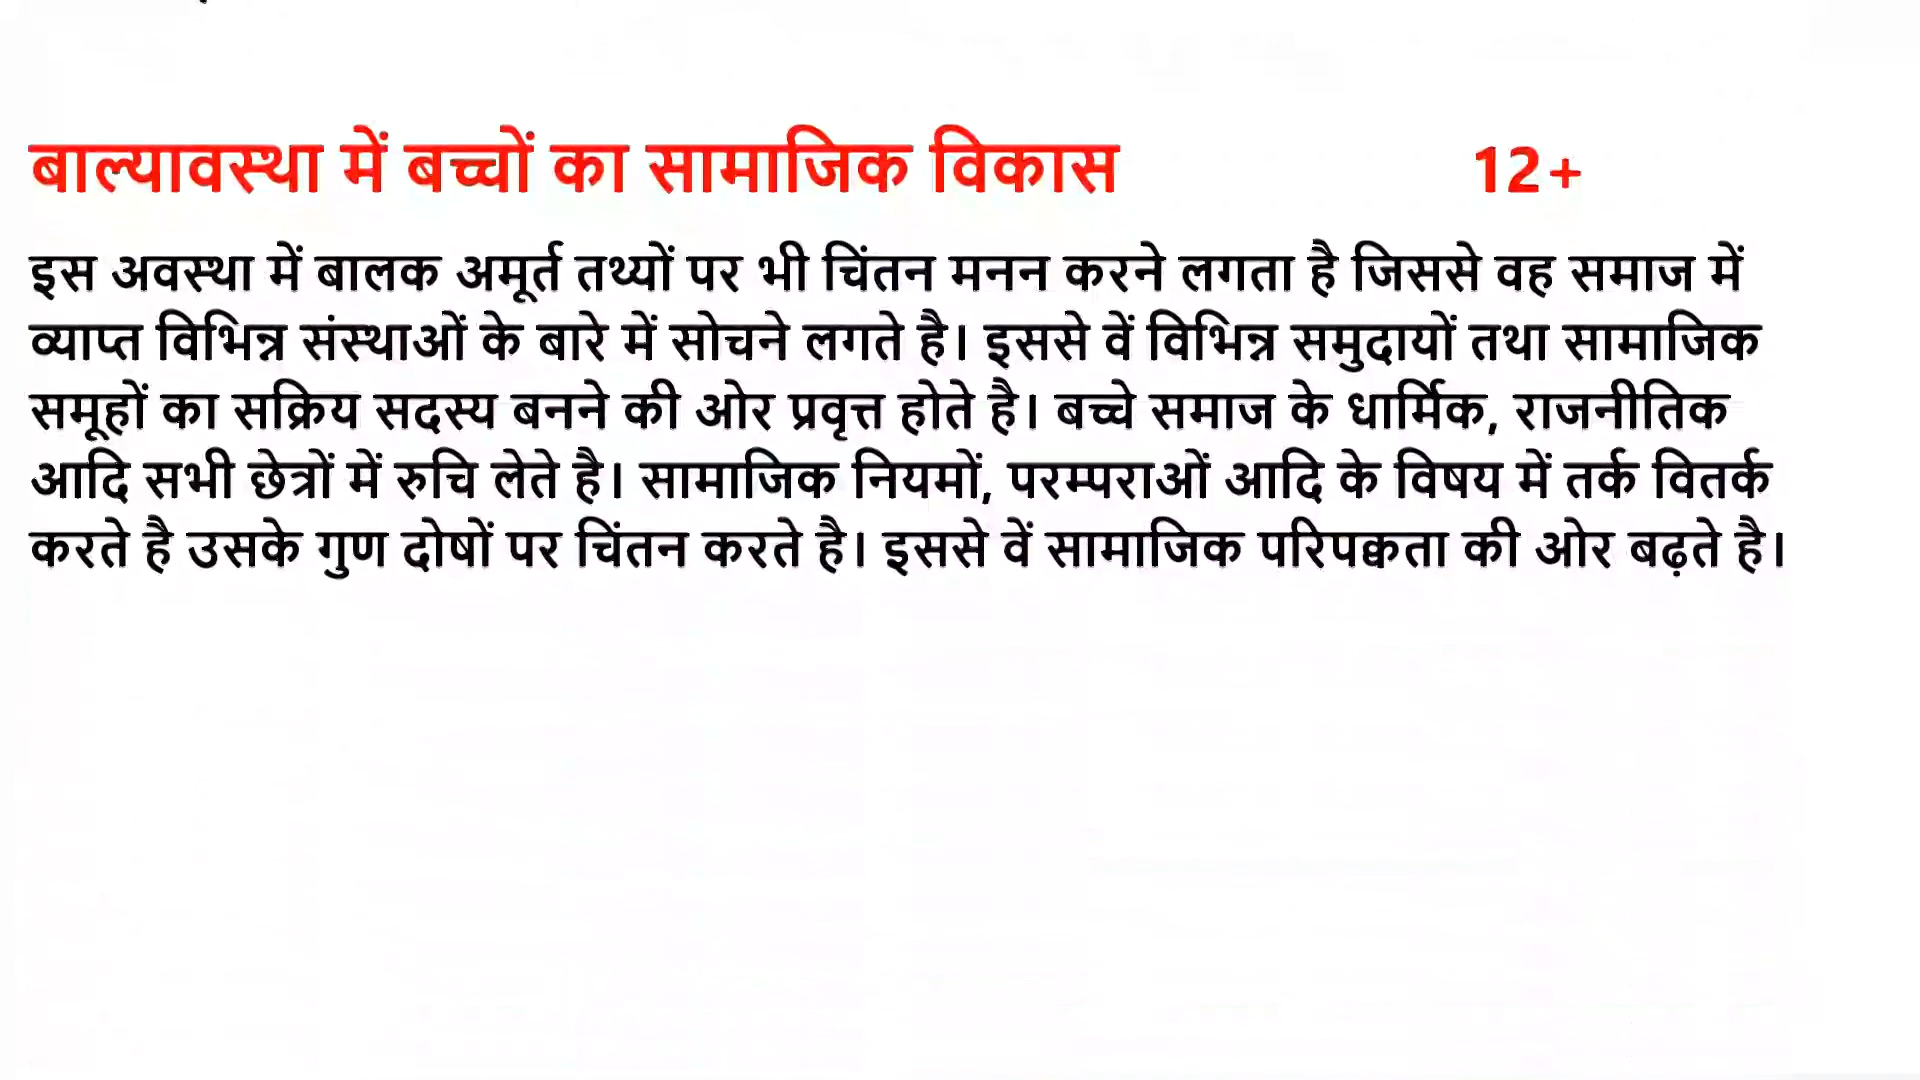 बाल्यावस्था में बच्चों का सामाजिक विकास 12+
इस अवस्था में बालक अमूर्त तथ्यों पर भी चिंतन मनन करने लगता है जिससे वह समाज में
व्याप्त विभिन्न संस्थाओं के बारे में सोचने लगते है। इससे वें विभिन्न समुदायों तथा सामाजिक
समूहों का सक्रिय सदस्य बनने की ओर प्रवृत्त होते है। बच्चे समाज के धार्मिक, राजनीतिक
आदि सभी छेत्रों में रुचि लेते है। सामाजिक नियमों, परम्पराओं आदि के विषय में तर्क वितर्क
करते है उसके गुण दोषों पर चिंतन करते है। इससे वें सामाजिक परिपक्वता की ओर बढ़ते है।